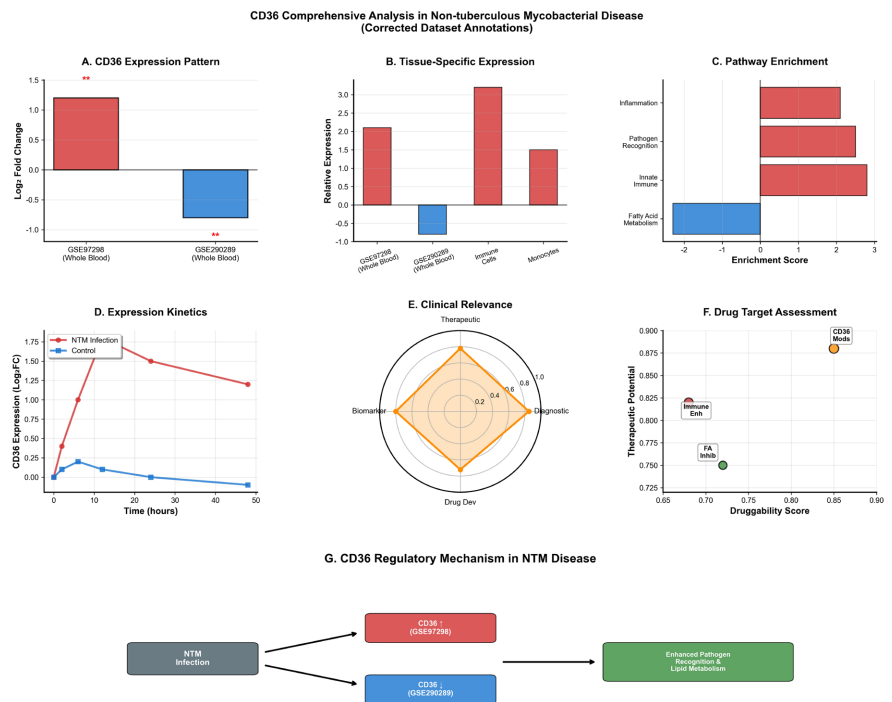 CD36 Comprehensive Analysis in Non-tuberculous Mycobacterial Disease
(Corrected Dataset Annotations)
A. CD36 Expression Pattern
Log₂ Fold Change
1.5
1.0
0.5
0.0
-0.5
-1.0
**
**
GSE97298
(Whole Blood)
GSE290289
(Whole Blood)
B. Tissue-Specific Expression
Relative Expression
3.0
2.5
2.0
1.5
1.0
0.5
0.0
-0.5
-1.0
GSE97298
(Whole Blood)
GSE290289
(Whole Blood)
Immune
Cells
Monocytes
C. Pathway Enrichment
Inflammation
Pathogen
Recognition
Innate
Immune
Fatty Acid
Metabolism
-2
-1
0
1
2
3
Enrichment Score
D. Expression Kinetics
CD36 Expression (Log₂FC)
1.75
1.50
1.25
1.00
0.75
0.50
0.25
0.00
NTM Infection
Control
0
10
20
30
40
50
Time (hours)
E. Clinical Relevance
Therapeutic
Biomarker
Diagnostic
Drug Dev
0.2
0.4
0.6
0.8
1.0
F. Drug Target Assessment
Therapeutic Potential
0.900
0.875
0.850
0.825
0.800
0.775
0.750
0.725
CD36
Mods
Immune
Enh
FA
Inhib
0.65
0.70
0.75
0.80
0.85
0.90
Druggability Score
G. CD36 Regulatory Mechanism in NTM Disease
NTM
Infection
CD36 ↑
(GSE97298)
CD36 ↓
(GSE290289)
Enhanced Pathogen
Recognition &
Lipid Metabolism